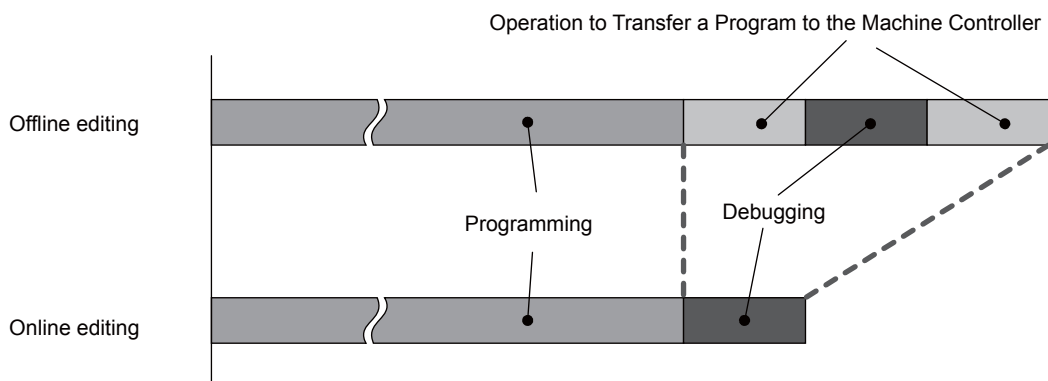 Operation to Transfer a Program to the Machine Controller
Offline editing
Programming
Debugging
Online editing